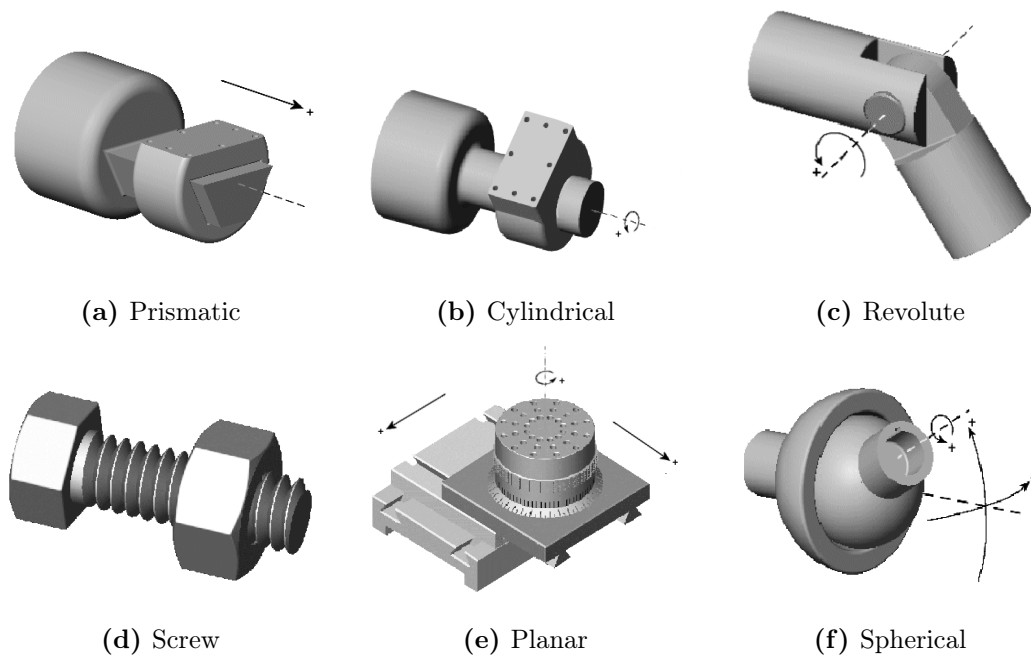 (a) Prismatic
(b) Cylindrical
(c) Revolute
(d) Screw
(e) Planar
(f) Spherical
+
+
+
+
+
+
+
+